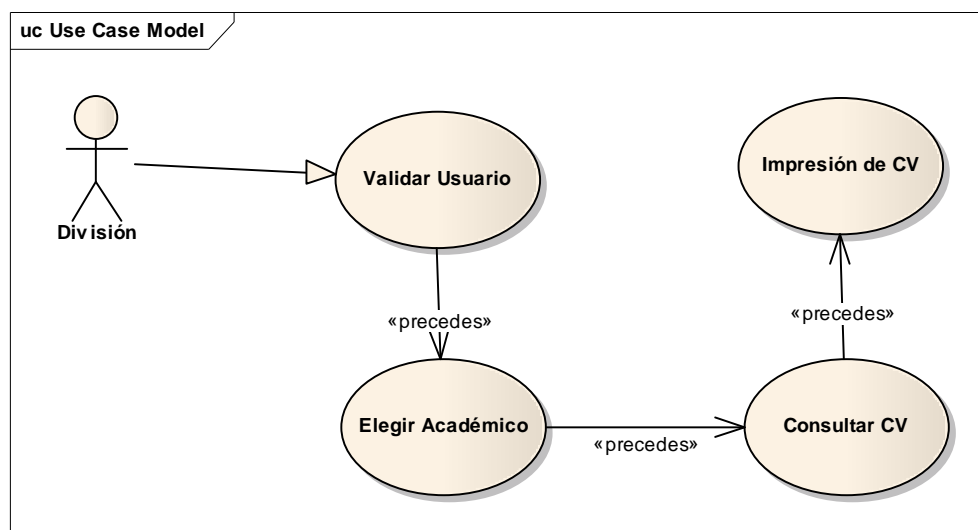 uc Use Case Model
División
Validar Usuario
«precedes»
Elegir Académico
«precedes»
Consultar CV
«precedes»
Impresión de CV